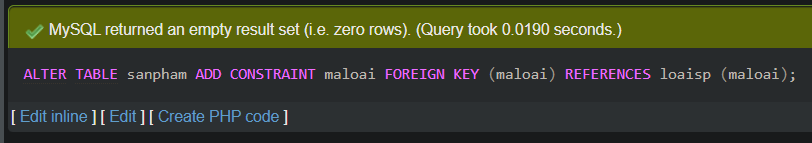 MySQL returned an empty result set (i.e. zero rows). (Query took 0.0190 seconds.)
ALTER TABLE sanpham ADD CONSTRAINT maloai FOREIGN KEY (maloai) REFERENCES loaisp (maloai);
[ Edit inline ] [ Edit ] [ Create PHP code ]